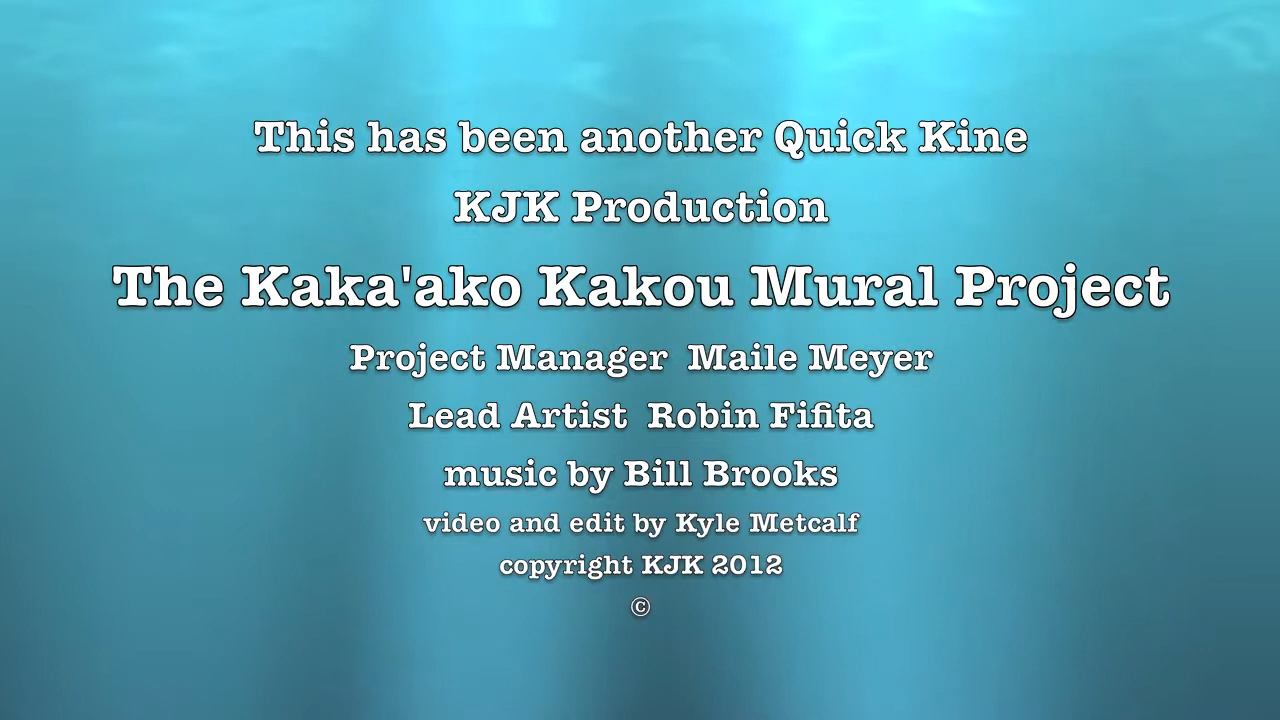 This has been another Quick Kine
KJK Production
The Kaka'ako Kakou Mural Project
Project Manager  Maile Meyer
Lead Artist  Robin Fifita
music by Bill Brooks
video and edit by Kyle Metcalf
copyright KJK 2012
©